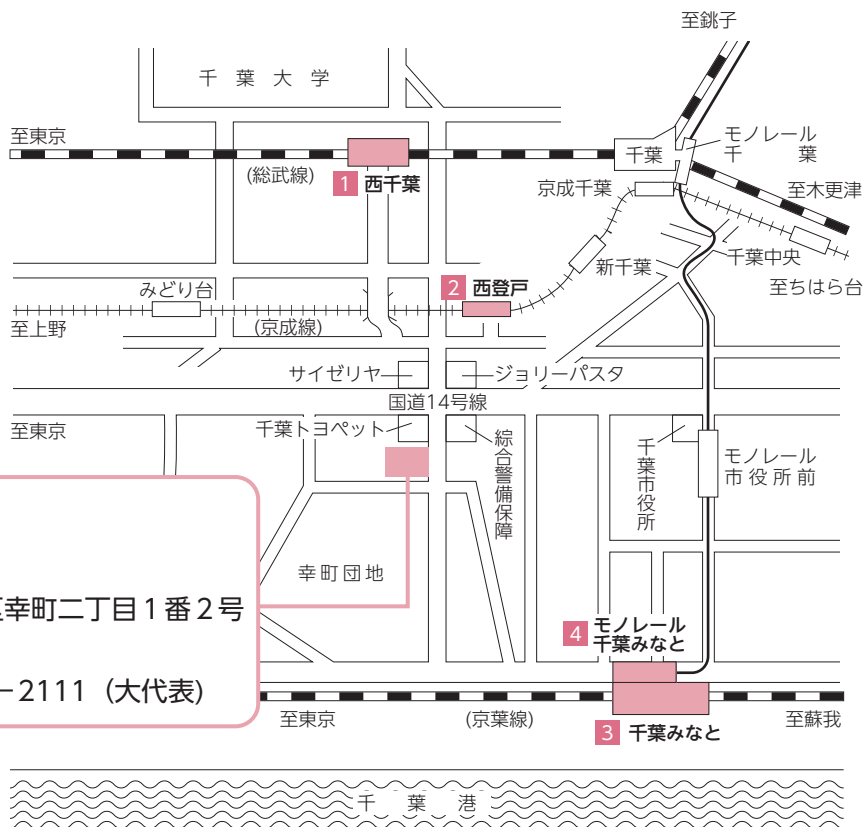 至銚子
千葉大学
至東京
モノレール
千葉
千葉
(総武線)
1 西千葉
京成千葉
至木更津
新千葉
千葉中央
至ちはら台
2 西登戸
みどり台
至上野
(京成線)
サイゼリヤ
ジョリーパスタ
国道14号線
至東京
千葉トヨペット
綜合警備保障
千葉市役所
モノレール
市役所前
幸町団地
幸町二丁目1番2号
4 モノレール
千葉みなと
−2111（大代表)
至東京
(京葉線)
3 千葉みなと
至蘇我
千葉港